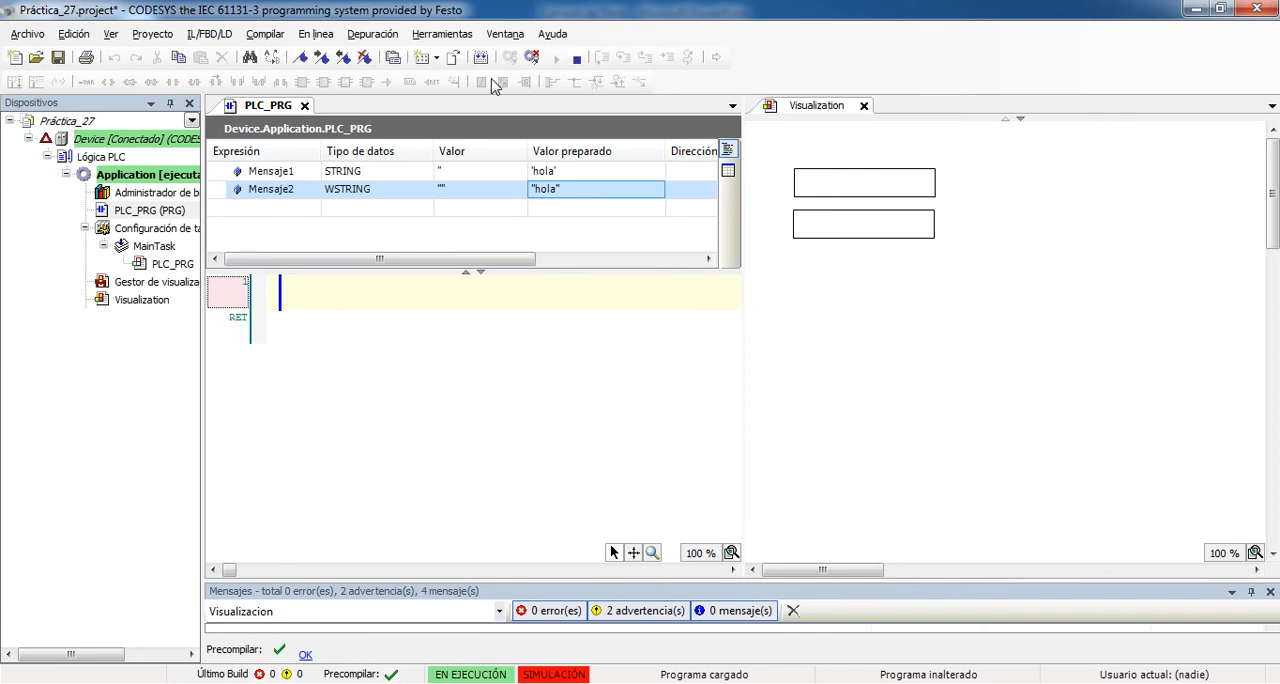 Práctica_27.project* - CODESYS the IEC 61131-3 programming system provided by Festo
Archivo Edición Ver Proyecto IL/FBD/LD Compilar En línea Depuración Herramientas Ventana Ayuda
Dispositivos
PLC_PRG
Visualization
Práctica_27
Device [Conectado] (CODES
Lógica PLC
Application [ejecuta
Administrador de b
PLC_PRG (PRG)
Configuración de ta
MainTask
PLC_PRG
Gestor de visualiza
Visualization
Device.Application.PLC_PRG
Expresión Tipo de datos Valor Valor preparado Dirección
Mensaje1 STRING '' 'hola'
Mensaje2 WSTRING "" "hola"
1
RET
100 %
100 %
Mensajes - total 0 error(es), 2 advertencia(s), 4 mensaje(s)
Visualizacion 0 error(es) 2 advertencia(s) 0 mensaje(s)
Precompilar: OK
Último Build 0 0 Precompilar: EN EJECUCIÓN SIMULACIÓN Programa cargado Programa inalterado Usuario actual: (nadie)